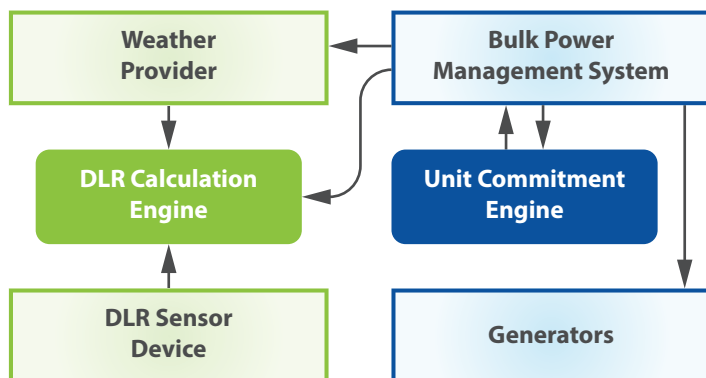 Weather
Provider
Bulk Power
Management System
DLR Calculation
Engine
Unit Commitment
Engine
DLR Sensor
Device
Generators